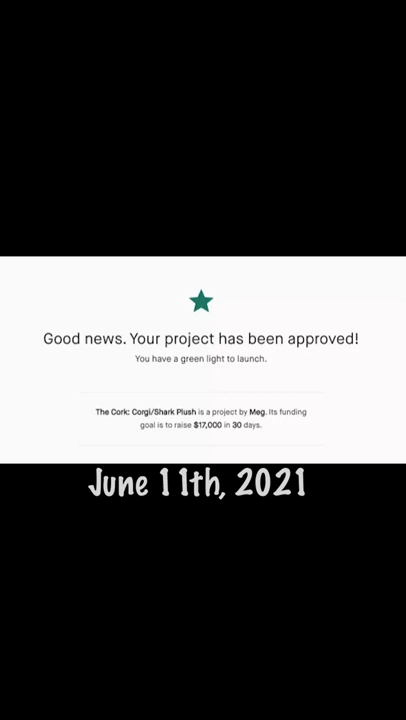 Good news. Your project has been approved!
You have a green light to launch.
The Cork: Corgi/Shark Plush is a project by Meg. Its funding
goal is to raise $17,000 in 30 days.
June 11th, 2021